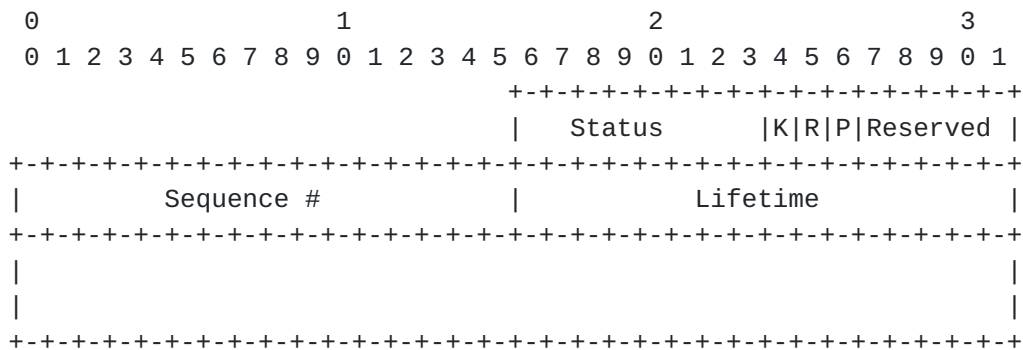 0                   1                   2                   3
 0 1 2 3 4 5 6 7 8 9 0 1 2 3 4 5 6 7 8 9 0 1 2 3 4 5 6 7 8 9 0 1
                                +-+-+-+-+-+-+-+-+-+-+-+-+-+-+-+-+
                                |   Status      |K|R|P|Reserved |
+-+-+-+-+-+-+-+-+-+-+-+-+-+-+-+-+-+-+-+-+-+-+-+-+-+-+-+-+-+-+-+-+
|         Sequence #            |           Lifetime            |
+-+-+-+-+-+-+-+-+-+-+-+-+-+-+-+-+-+-+-+-+-+-+-+-+-+-+-+-+-+-+-+-+
|                                                               |
|                                                               |
+-+-+-+-+-+-+-+-+-+-+-+-+-+-+-+-+-+-+-+-+-+-+-+-+-+-+-+-+-+-+-+-+